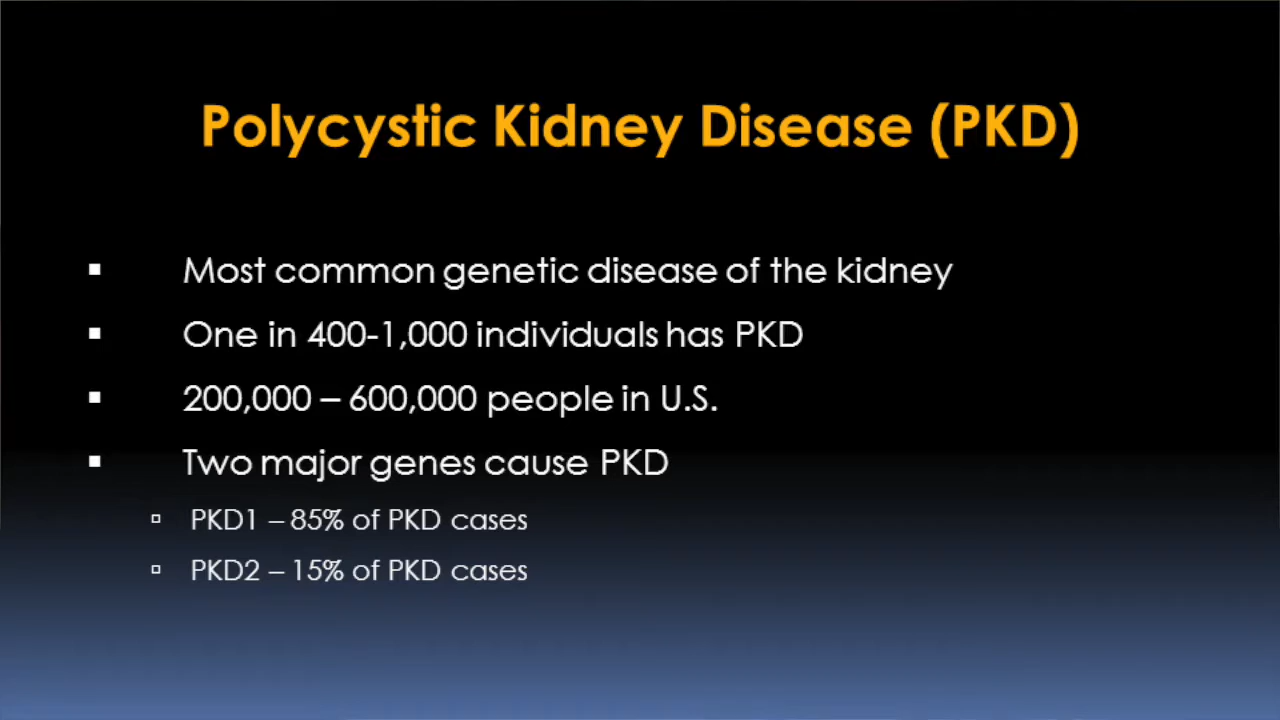 Polycystic Kidney Disease (PKD)
▪ Most common genetic disease of the kidney
▪ One in 400-1,000 individuals has PKD
▪ 200,000 – 600,000 people in U.S.
▪ Two major genes cause PKD
▫ PKD1 – 85% of PKD cases
▫ PKD2 – 15% of PKD cases